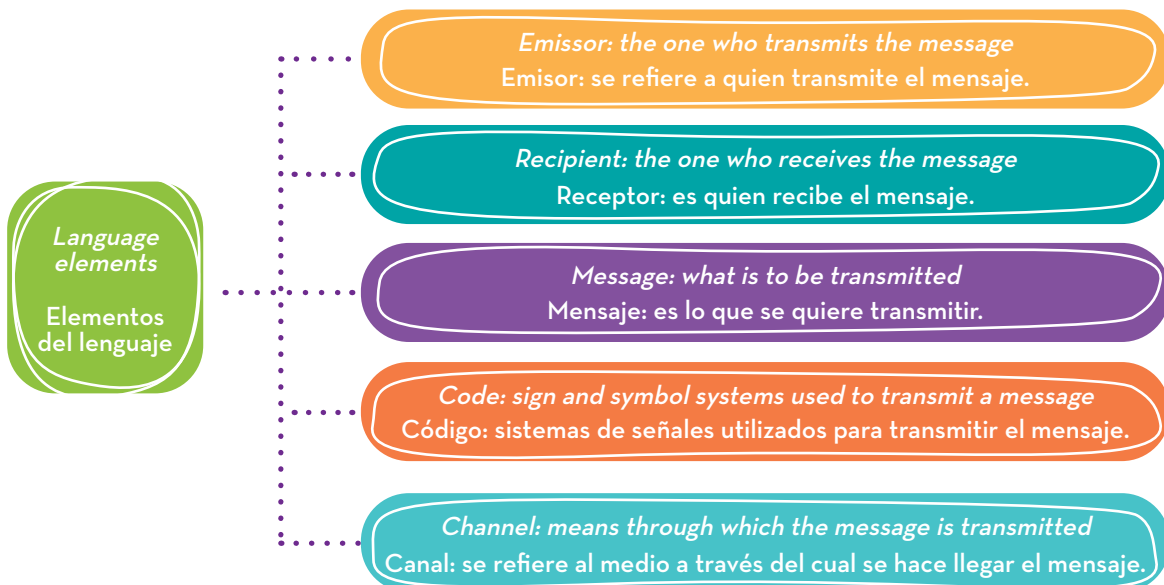 Language
elements
Elementos
del lenguaje
Emissor: the one who transmits the message
Emisor: se refiere a quien transmite el mensaje.
Recipient: the one who receives the message
Receptor: es quien recibe el mensaje.
Message: what is to be transmitted
Mensaje: es lo que se quiere transmitir.
Code: sign and symbol systems used to transmit a message
Código: sistemas de señales utilizados para transmitir el mensaje.
Channel: means through which the message is transmitted
Canal: se refiere al medio a través del cual se hace llegar el mensaje.